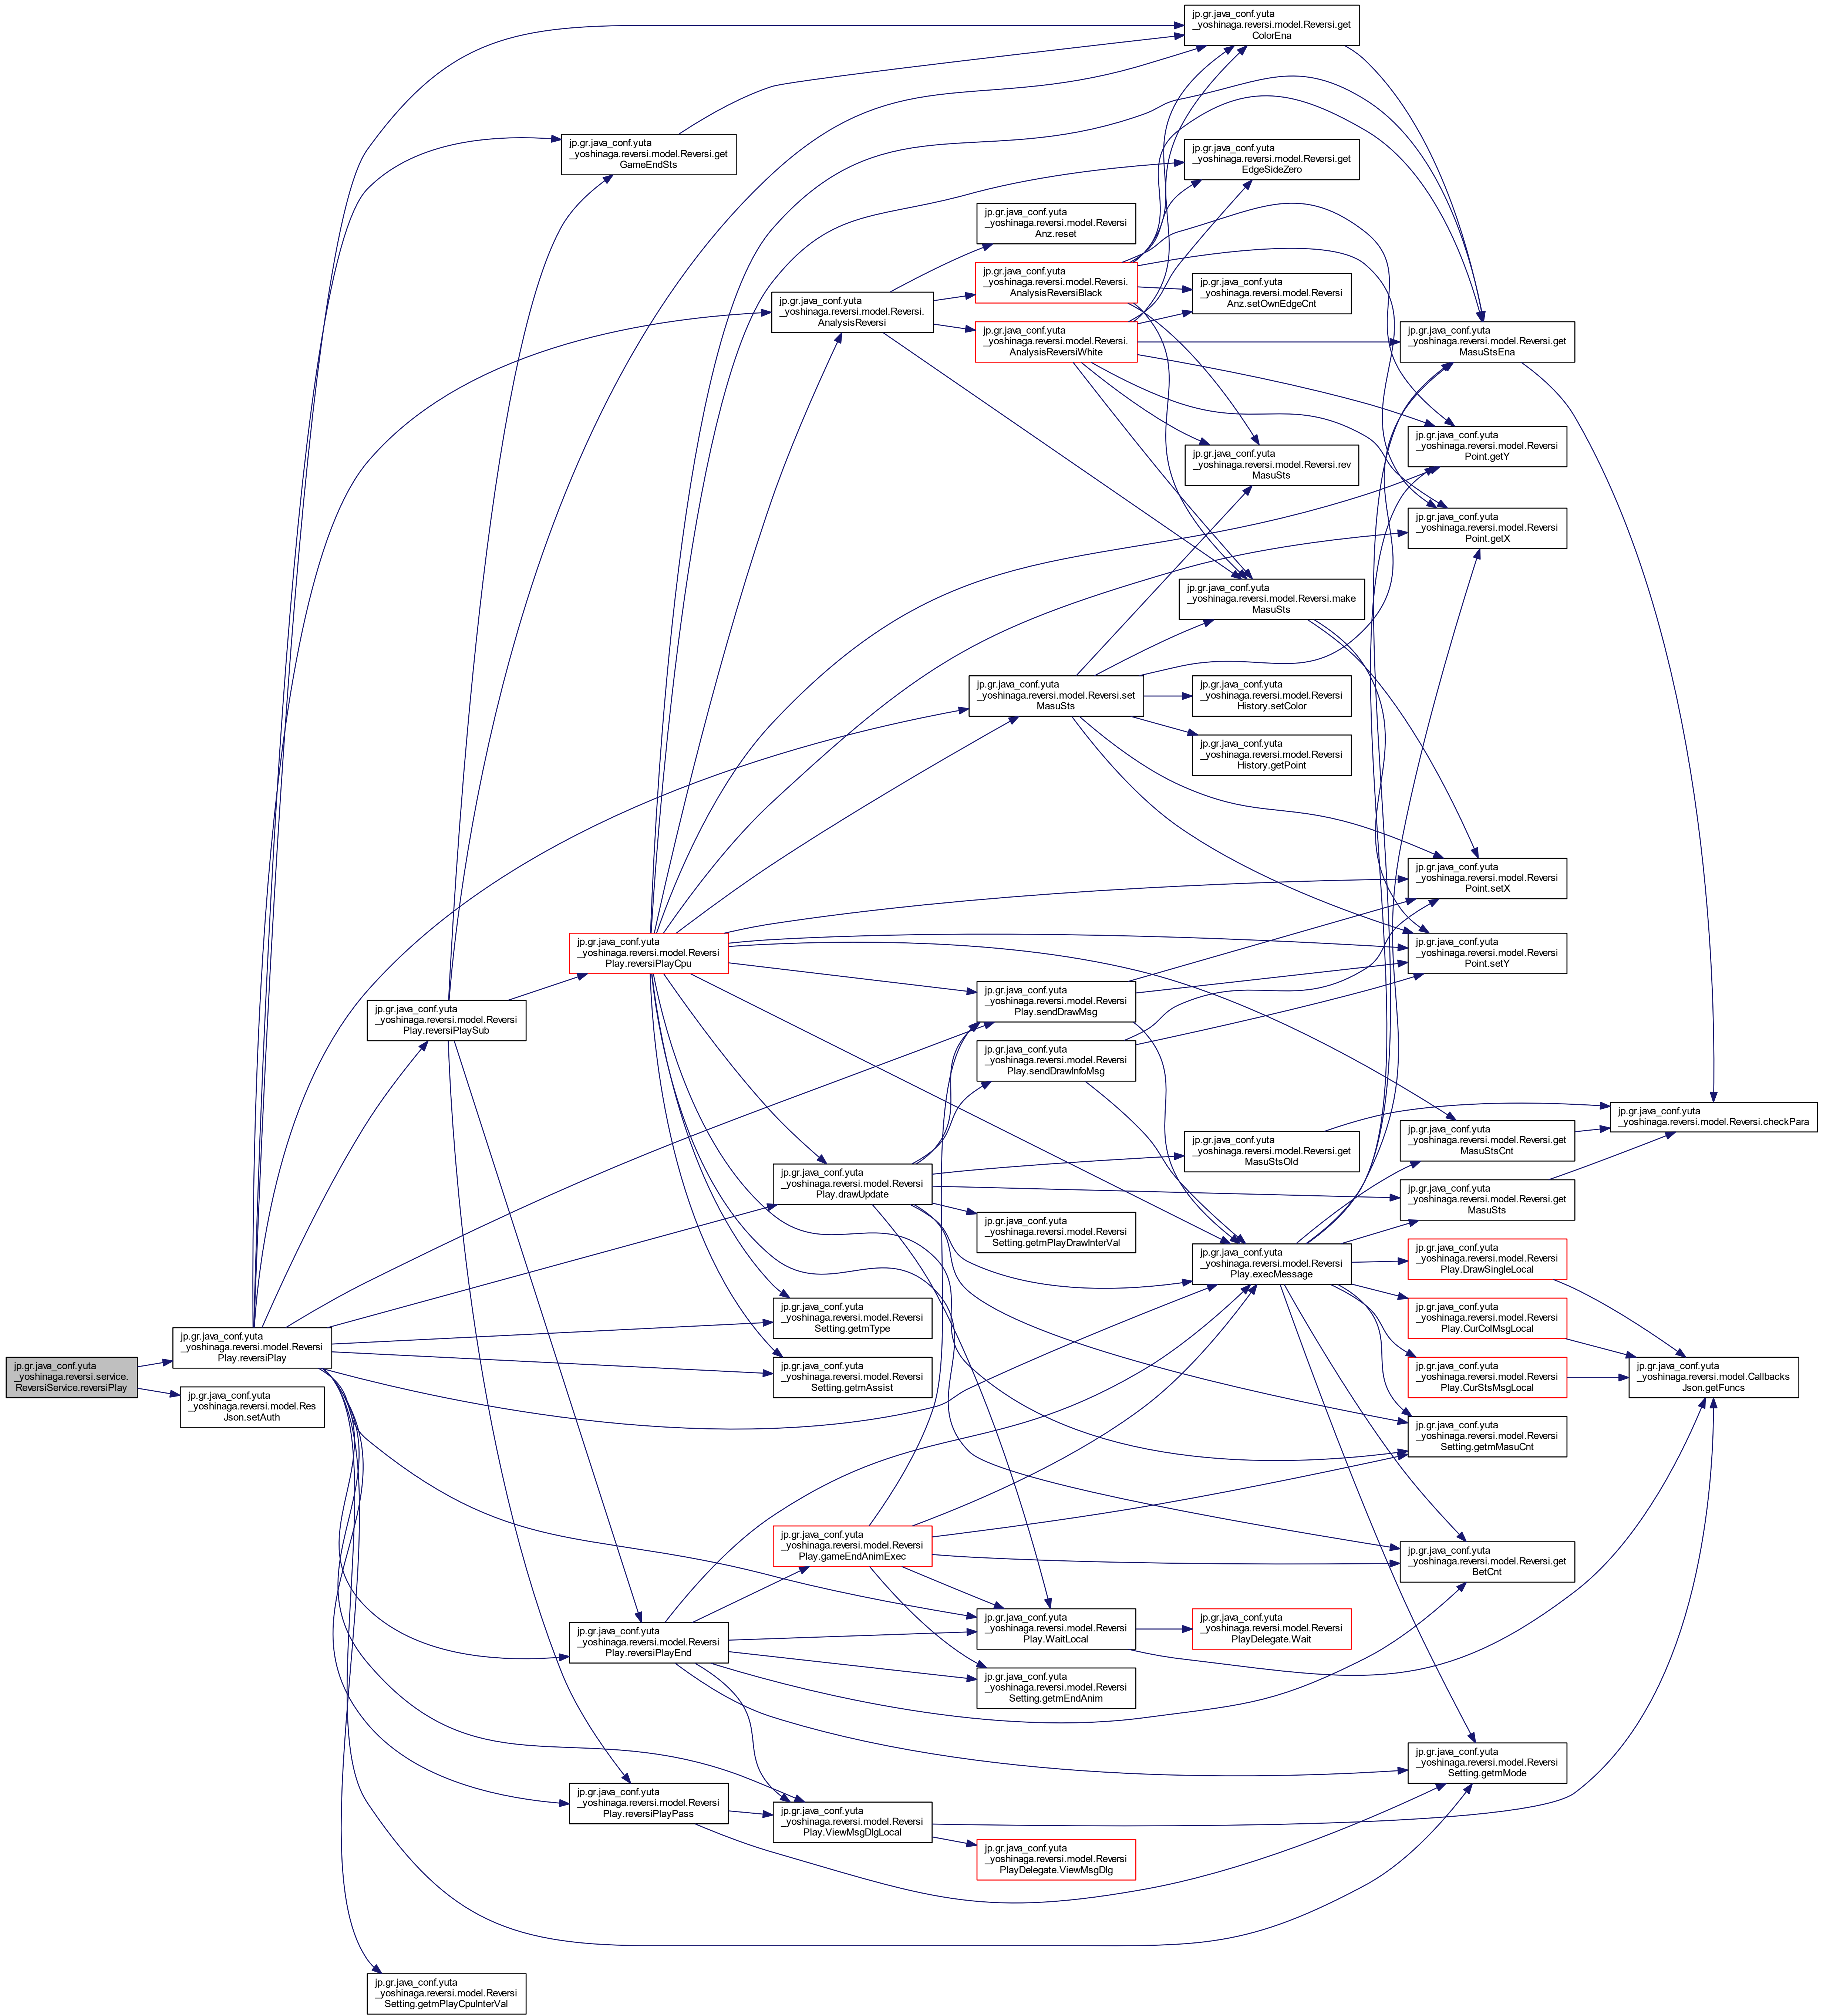 jp.gr.java_conf.yuta
_yoshinaga.reversi.service.
ReversiService.reversiPlay
jp.gr.java_conf.yuta
_yoshinaga.reversi.model.Reversi
Play.reversiPlay
jp.gr.java_conf.yuta
_yoshinaga.reversi.model.Res
Json.setAuth
jp.gr.java_conf.yuta
_yoshinaga.reversi.model.Reversi
Play.reversiPlaySub
jp.gr.java_conf.yuta
_yoshinaga.reversi.model.Reversi
Setting.getmPlayCpuInterVal
jp.gr.java_conf.yuta
_yoshinaga.reversi.model.Reversi.get
GameEndSts
jp.gr.java_conf.yuta
_yoshinaga.reversi.model.Reversi
Play.reversiPlayCpu
jp.gr.java_conf.yuta
_yoshinaga.reversi.model.Reversi
Play.reversiPlayEnd
jp.gr.java_conf.yuta
_yoshinaga.reversi.model.Reversi
Play.reversiPlayPass
jp.gr.java_conf.yuta
_yoshinaga.reversi.model.Reversi.
AnalysisReversi
jp.gr.java_conf.yuta
_yoshinaga.reversi.model.Reversi
Play.drawUpdate
jp.gr.java_conf.yuta
_yoshinaga.reversi.model.Reversi
Setting.getmType
jp.gr.java_conf.yuta
_yoshinaga.reversi.model.Reversi
Setting.getmAssist
jp.gr.java_conf.yuta
_yoshinaga.reversi.model.Reversi
Play.gameEndAnimExec
jp.gr.java_conf.yuta
_yoshinaga.reversi.model.Reversi
Play.ViewMsgDlgLocal
jp.gr.java_conf.yuta
_yoshinaga.reversi.model.Reversi
Anz.reset
jp.gr.java_conf.yuta
_yoshinaga.reversi.model.Reversi.
AnalysisReversiBlack
jp.gr.java_conf.yuta
_yoshinaga.reversi.model.Reversi.
AnalysisReversiWhite
jp.gr.java_conf.yuta
_yoshinaga.reversi.model.Reversi.set
MasuSts
jp.gr.java_conf.yuta
_yoshinaga.reversi.model.Reversi
Play.sendDrawMsg
jp.gr.java_conf.yuta
_yoshinaga.reversi.model.Reversi
Play.sendDrawInfoMsg
jp.gr.java_conf.yuta
_yoshinaga.reversi.model.Reversi
Setting.getmPlayDrawInterVal
jp.gr.java_conf.yuta
_yoshinaga.reversi.model.Reversi
Play.WaitLocal
jp.gr.java_conf.yuta
_yoshinaga.reversi.model.Reversi
Setting.getmEndAnim
jp.gr.java_conf.yuta
_yoshinaga.reversi.model.Reversi
PlayDelegate.ViewMsgDlg
jp.gr.java_conf.yuta
_yoshinaga.reversi.model.Reversi.get
ColorEna
jp.gr.java_conf.yuta
_yoshinaga.reversi.model.Reversi.get
EdgeSideZero
jp.gr.java_conf.yuta
_yoshinaga.reversi.model.Reversi
Anz.setOwnEdgeCnt
jp.gr.java_conf.yuta
_yoshinaga.reversi.model.Reversi.rev
MasuSts
jp.gr.java_conf.yuta
_yoshinaga.reversi.model.Reversi.make
MasuSts
jp.gr.java_conf.yuta
_yoshinaga.reversi.model.Reversi
History.setColor
jp.gr.java_conf.yuta
_yoshinaga.reversi.model.Reversi
History.getPoint
jp.gr.java_conf.yuta
_yoshinaga.reversi.model.Reversi.get
MasuStsOld
jp.gr.java_conf.yuta
_yoshinaga.reversi.model.Reversi
Play.execMessage
jp.gr.java_conf.yuta
_yoshinaga.reversi.model.Reversi
PlayDelegate.Wait
jp.gr.java_conf.yuta
_yoshinaga.reversi.model.Reversi.get
MasuStsEna
jp.gr.java_conf.yuta
_yoshinaga.reversi.model.Reversi
Point.getY
jp.gr.java_conf.yuta
_yoshinaga.reversi.model.Reversi
Point.getX
jp.gr.java_conf.yuta
_yoshinaga.reversi.model.Reversi
Point.setX
jp.gr.java_conf.yuta
_yoshinaga.reversi.model.Reversi
Point.setY
jp.gr.java_conf.yuta
_yoshinaga.reversi.model.Reversi.get
MasuStsCnt
jp.gr.java_conf.yuta
_yoshinaga.reversi.model.Reversi.get
MasuSts
jp.gr.java_conf.yuta
_yoshinaga.reversi.model.Reversi
Play.DrawSingleLocal
jp.gr.java_conf.yuta
_yoshinaga.reversi.model.Reversi
Play.CurColMsgLocal
jp.gr.java_conf.yuta
_yoshinaga.reversi.model.Reversi
Play.CurStsMsgLocal
jp.gr.java_conf.yuta
_yoshinaga.reversi.model.Reversi
Setting.getmMasuCnt
jp.gr.java_conf.yuta
_yoshinaga.reversi.model.Reversi.get
BetCnt
jp.gr.java_conf.yuta
_yoshinaga.reversi.model.Reversi
Setting.getmMode
jp.gr.java_conf.yuta
_yoshinaga.reversi.model.Reversi.checkPara
jp.gr.java_conf.yuta
_yoshinaga.reversi.model.Callbacks
Json.getFuncs